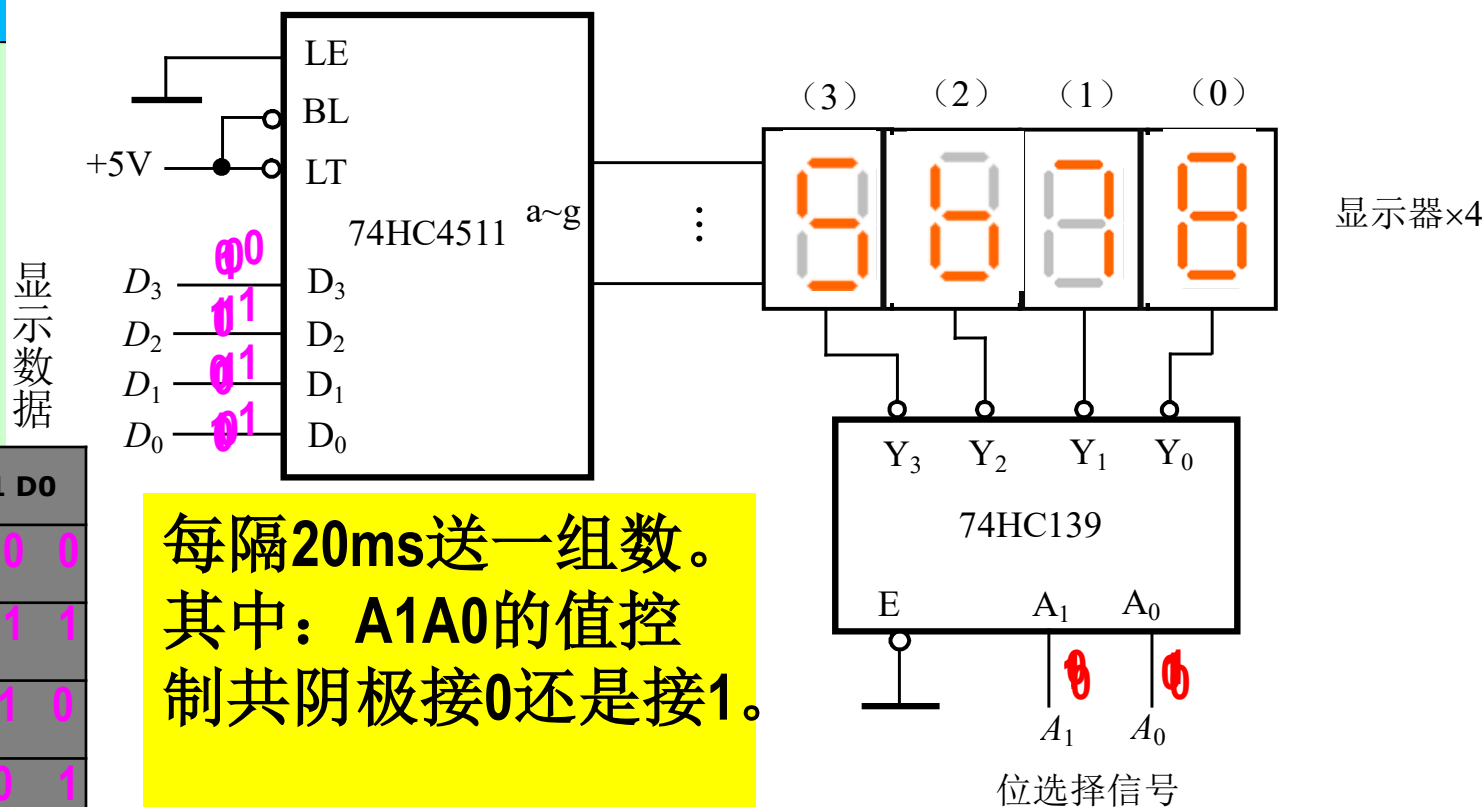 LE
BL
+5V
LT
74HC4511
a~g
⋮
D₃
D₃
D₂
D₂
D₁
D₁
D₀
D₀
显示数据
(3) (2) (1) (0)
显示器×4
Y₃ Y₂ Y₁ Y₀
74HC139
E A₁ A₀
A₁ A₀
位选择信号
D0
0 0
1 1
1 0
0 1
每隔20ms送一组数。
其中：A1A0的值控
制共阴极接0还是接1。